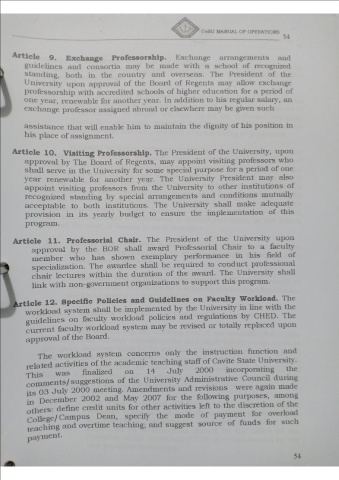 CvSU MANUAL OF OPERATIONS
54
Article 9. Exchange Professorship. Exchange arrangements and
guidelines and consortia may be made with a school of recognized
standing, both in the country and overseas. The President of the
University upon approval of the Board of Regents may allow exchange
professorship with accredited schools of higher education for a period of
one year, renewable for another year. In addition to his regular salary, an
exchange professor assigned abroad or elsewhere may be given such
assistance that will enable him to maintain the dignity of his position in
his place of assignment.
Article 10. Visiting Professorship. The President of the University, upon
approval by The Board of Regents, may appoint visiting professors who
shall serve in the University for some special purpose for a period of one
year renewable for another year. The University President may also
appoint visiting professors from the University to other institutions of
recognized standing by special arrangements and conditions mutually
acceptable to both institutions. The University shall make adequate
provision in its yearly budget to ensure the implementation of this
program.
Article 11. Professorial Chair. The President of the University upon
approval by the BOR shall award Professorial Chair to a faculty
member who has shown exemplary performance in his field of
specialization. The awardee shall be required to conduct professional
chair lectures within the duration of the award. The University shall
link with non-government organizations to support this program.
Article 12. Specific Policies and Guidelines on Faculty Workload. The
workload system shall be implemented by the University in line with the
guidelines on faculty workload policies and regulations by CHED. The
current faculty workload system may be revised or totally replaced upon
approval of the Board.
The workload system concerns only the instruction function and
related activities of the academic teaching staff of Cavite State University.
This was finalized on 14 July 2000 incorporating the
comments/suggestions of the University Administrative Council during
its 03 July 2000 meeting. Amendments and revisions were again made
in December 2002 and May 2007 for the following purposes, among
others: define credit units for other activities left to the discretion of the
College/Campus Dean, specify the mode of payment for overload
teaching and overtime teaching; and suggest source of funds for such
payment.
54